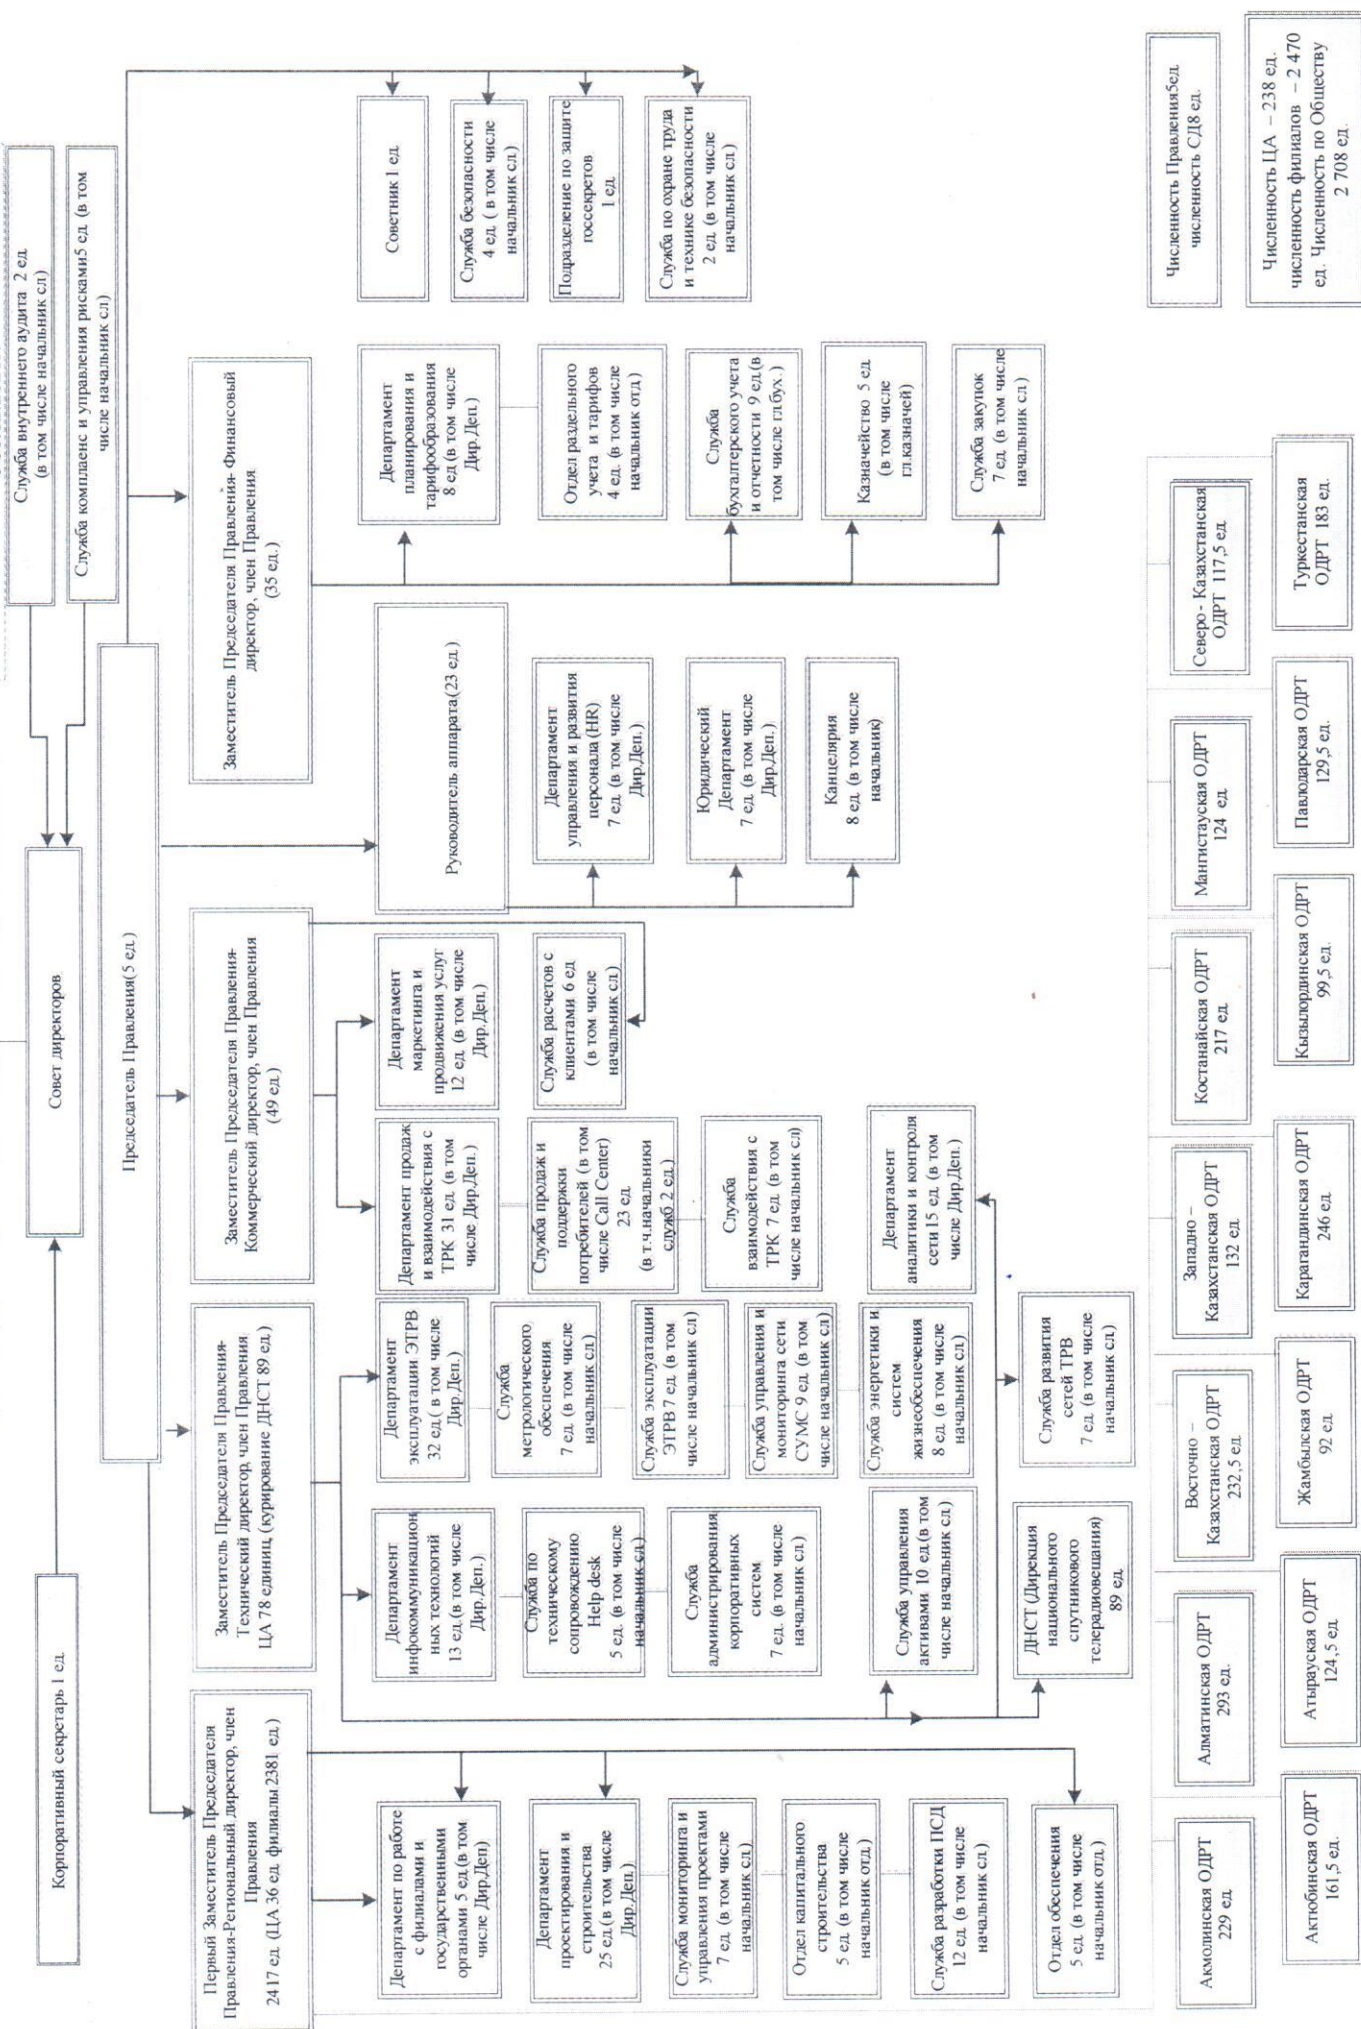 Служба внутреннего аудита 2 ед.
(в том числе начальник сл)
Служба комплаенс и управления рисками5 ед. (в том
числе начальник сл)
Совет директоров
Корпоративный секретарь 1 ед.
Председатель Правления(5 ед.)
Первый Заместитель Председателя
Правления-Региональный директор, член
Правления
2417 ед. (ЦА 36 ед. филиалы 2381 ед.)
Заместитель Председателя Правления-
Технический директор, член Правления
ЦА 78 единиц (курирование ДНСТ 89 ед.)
Заместитель Председателя Правления-
Коммерческий директор, член Правления
(49 ед.)
Руководитель аппарата(23 ед.)
Заместитель Председателя Правления- Финансовый
директор, член Правления
(35 ед.)
Департамент по работе
с филиалами и
государственными
органами 5 ед.(в том
числе Дир.Деп)
Департамент
проектирования и
строительства
25 ед.(в том числе
Дир.Деп.)
Служба мониторинга и
управления проектами
7 ед. (в том числе
начальник сл.)
Отдел капитального
строительства
5 ед. (в том числе
начальник отд.)
Служба разработки ПСД
12 ед. (в том числе
начальник сл.)
Отдел обеспечения
5 ед. (в том числе
начальник отд.)
Департамент
инфокоммуникацион
ных технологий
13 ед.(в том числе
Дир.Деп.)
Служба по
техническому
сопровождению
Help desk
5 ед. (в том числе
начальник сл.)
Служба
администрирования
корпоративных
систем
7 ед. (в том числе
начальник сл.)
Служба управления
активами 10 ед.(в том
числе начальник сл.)
ДНСТ (Дирекция
национального
спутникового
телерадиовещания)
89 ед.
Департамент
эксплуатации ЭТРВ
32 ед.( в том числе
Дир.Деп.)
Служба
метрологического
обеспечения
7 ед. (в том числе
начальник сл.)
Служба эксплуатации
ЭТРВ 7 ед. (в том
числе начальник сл)
Служба управления и
мониторинга сети
СУМС 9 ед. (в том
числе начальник сл)
Служба энергетики и
систем
жизнеобеспечения
8 ед. (в том числе
начальник сл.)
Служба развития
сетей ТРВ
7 ед. (в том числе
начальник сл.)
Департамент продаж
и взаимодействия с
ТРК 31 ед. (в том
числе Дир.Деп.)
Служба продаж и
поддержки
потребителей (в том
числе Call Center)
23 ед.
(в т.ч.начальники
служб 2 ед.)
Служба
взаимодействия с
ТРК 7 ед. (в том
числе начальник сл)
Департамент
аналитики и контроля
сети 15 ед. (в том
числе Дир.Деп.)
Департамент
маркетинга и
продвижения услуг
12 ед. (в том числе
Дир.Деп.)
Служба расчетов с
клиентами 6 ед
(в том числе
начальник сл.)
Департамент
управления и развития
персонала (HR)
7 ед. (в том числе
Дир.Деп.)
Юридический
Департамент
7 ед. (в том числе
Дир.Деп.)
Канцелярия
8 ед. (в том числе
начальник)
Департамент
планирования и
тарифообразования
8 ед (в том числе
Дир.Деп.)
Отдел раздельного
учета и тарифов
4 ед. (в том числе
начальник отд.)
Служба
бухгалтерского учета
и отчетности 9 ед.(в
том числе гл.бух.)
Казначейство 5 ед.
(в том числе
гл.казначей)
Служба закупок
7 ед. (в том числе
начальник сл)
Советник 1 ед.
Служба безопасности
4 ед. ( в том числе
начальник сл.)
Подразделение по защите
госсекретов
1 ед.
Служба по охране труда
и технике безопасности
2 ед. (в том числе
начальник сл)
Акмолинская ОДРТ
229 ед.
Алматинская ОДРТ
293 ед.
Восточно –
Казахстанская ОДРТ
232,5 ед.
Западно –
Казахстанская ОДРТ
132 ед.
Костанайская ОДРТ
217 ед.
Мангистауская ОДРТ
124 ед.
Северо - Казахстанская
ОДРТ 117,5 ед.
Актюбинская ОДРТ
161,5 ед.
Атырауская ОДРТ
124,5 ед.
Жамбылская ОДРТ
92 ед.
Карагандинская ОДРТ
246 ед.
Кызылординская ОДРТ
99,5 ед.
Павлодарская ОДРТ
129,5 ед.
Туркестанская
ОДРТ 183 ед.
Численность Правления5ед.
численность СД8 ед.
Численность ЦА – 238 ед.
численность филиалов – 2 470
ед. Численность по Обществу
2 708 ед.